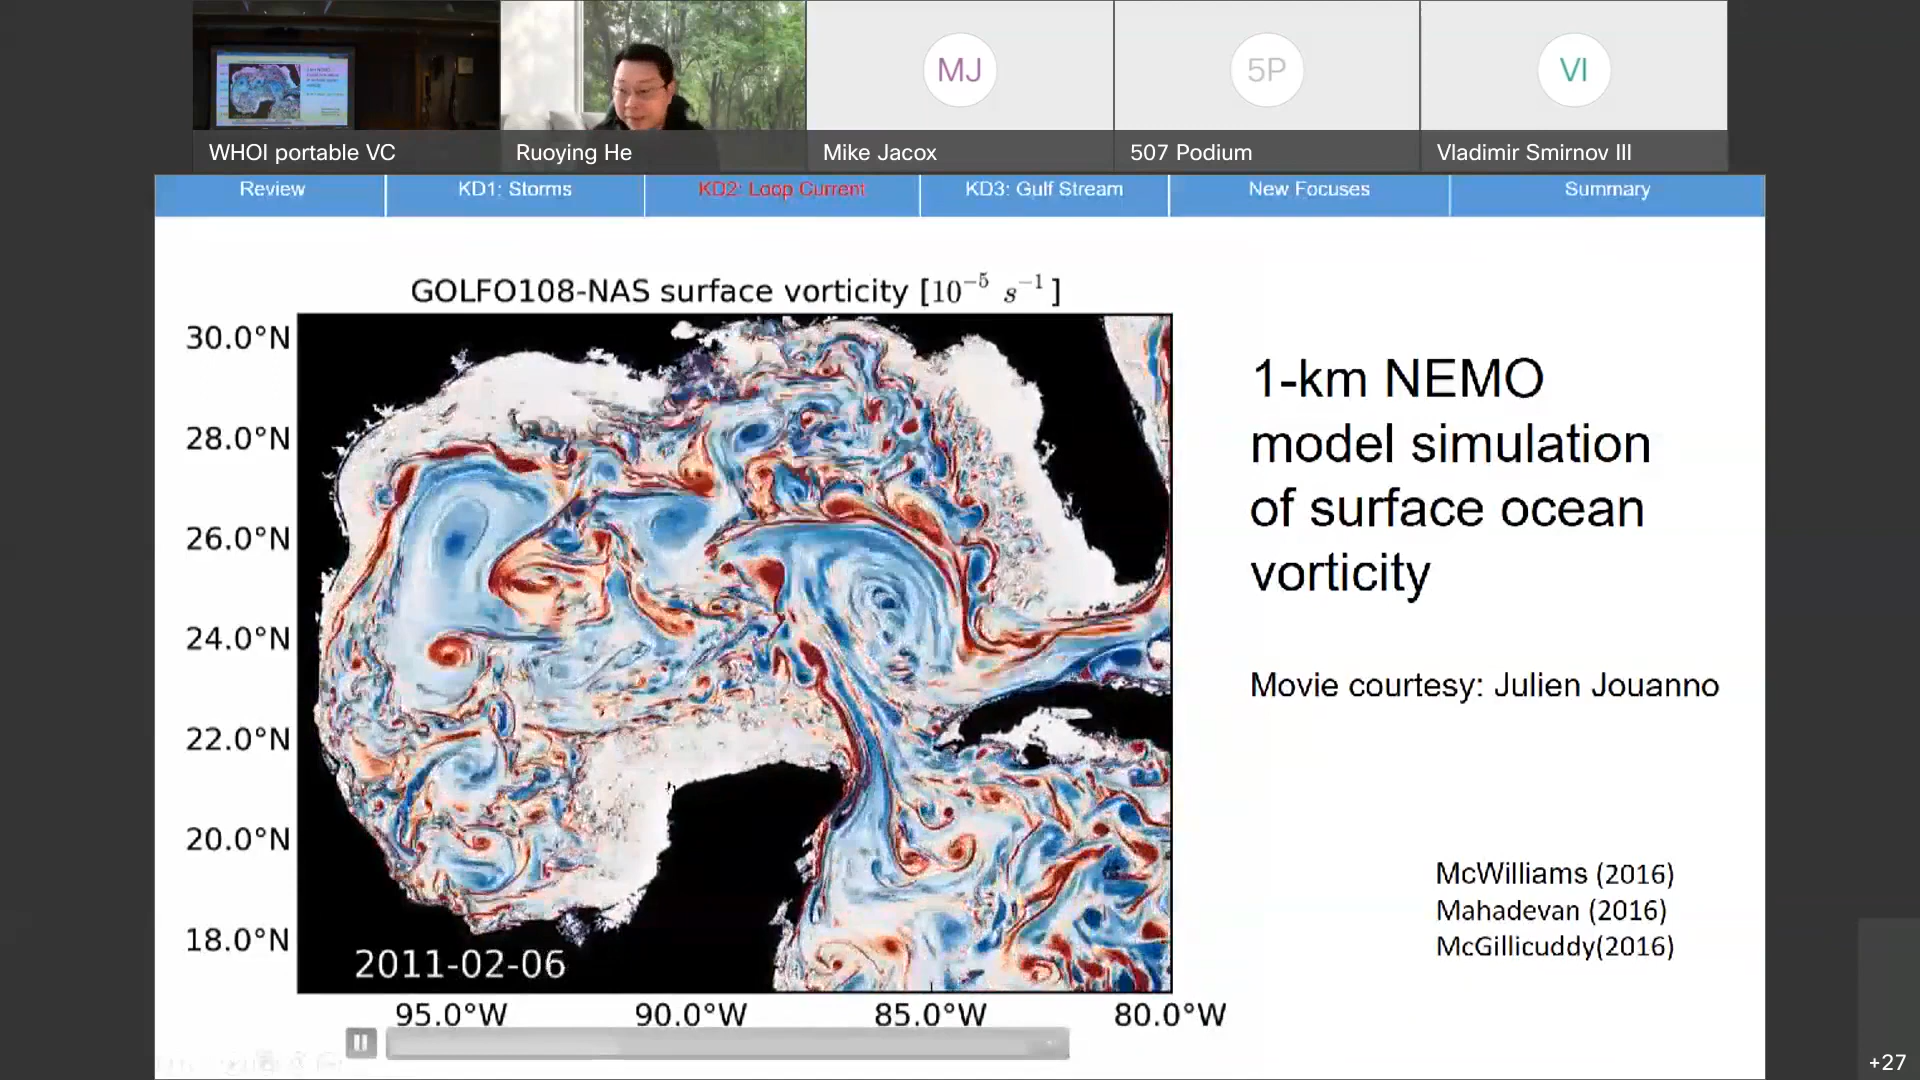 MJ
5P
VI
WHOI portable VC
Ruoying He
Mike Jacox
507 Podium
Vladimir Smirnov III
Review
KD1: Storms
KD2: Loop Current
KD3: Gulf Stream
New Focuses
Summary
GOLFO108-NAS surface vorticity [10⁻⁵ s⁻¹]
30.0°N
28.0°N
26.0°N
24.0°N
22.0°N
20.0°N
18.0°N
2011-02-06
95.0°W
90.0°W
85.0°W
80.0°W
1-km NEMO
model simulation
of surface ocean
vorticity
Movie courtesy: Julien Jouanno
McWilliams (2016)
Mahadevan (2016)
McGillicuddy(2016)
+27